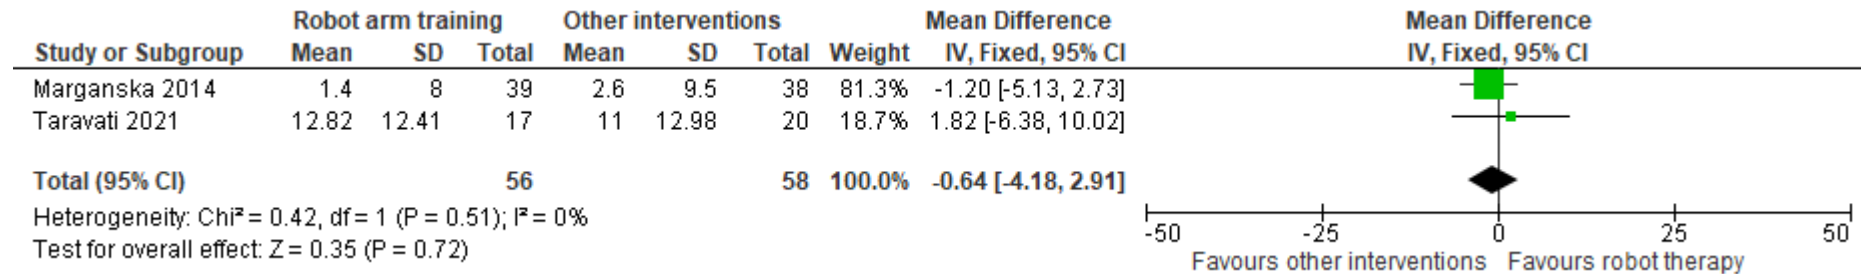 Robot arm training Other interventions Mean Difference Mean Difference
Study or Subgroup Mean SD Total Mean SD Total Weight IV, Fixed, 95% CI IV, Fixed, 95% CI
Marganska 2014 1.4 8 39 2.6 9.5 38 81.3% -1.20 [-5.13, 2.73]
Taravati 2021 12.82 12.41 17 11 12.98 20 18.7% 1.82 [-6.38, 10.02]
Total (95% CI) 56 58 100.0% -0.64 [-4.18, 2.91]
Heterogeneity: Chi² = 0.42, df = 1 (P = 0.51); I² = 0%
Test for overall effect: Z = 0.35 (P = 0.72)
-50 -25 0 25 50
Favours other interventions Favours robot therapy